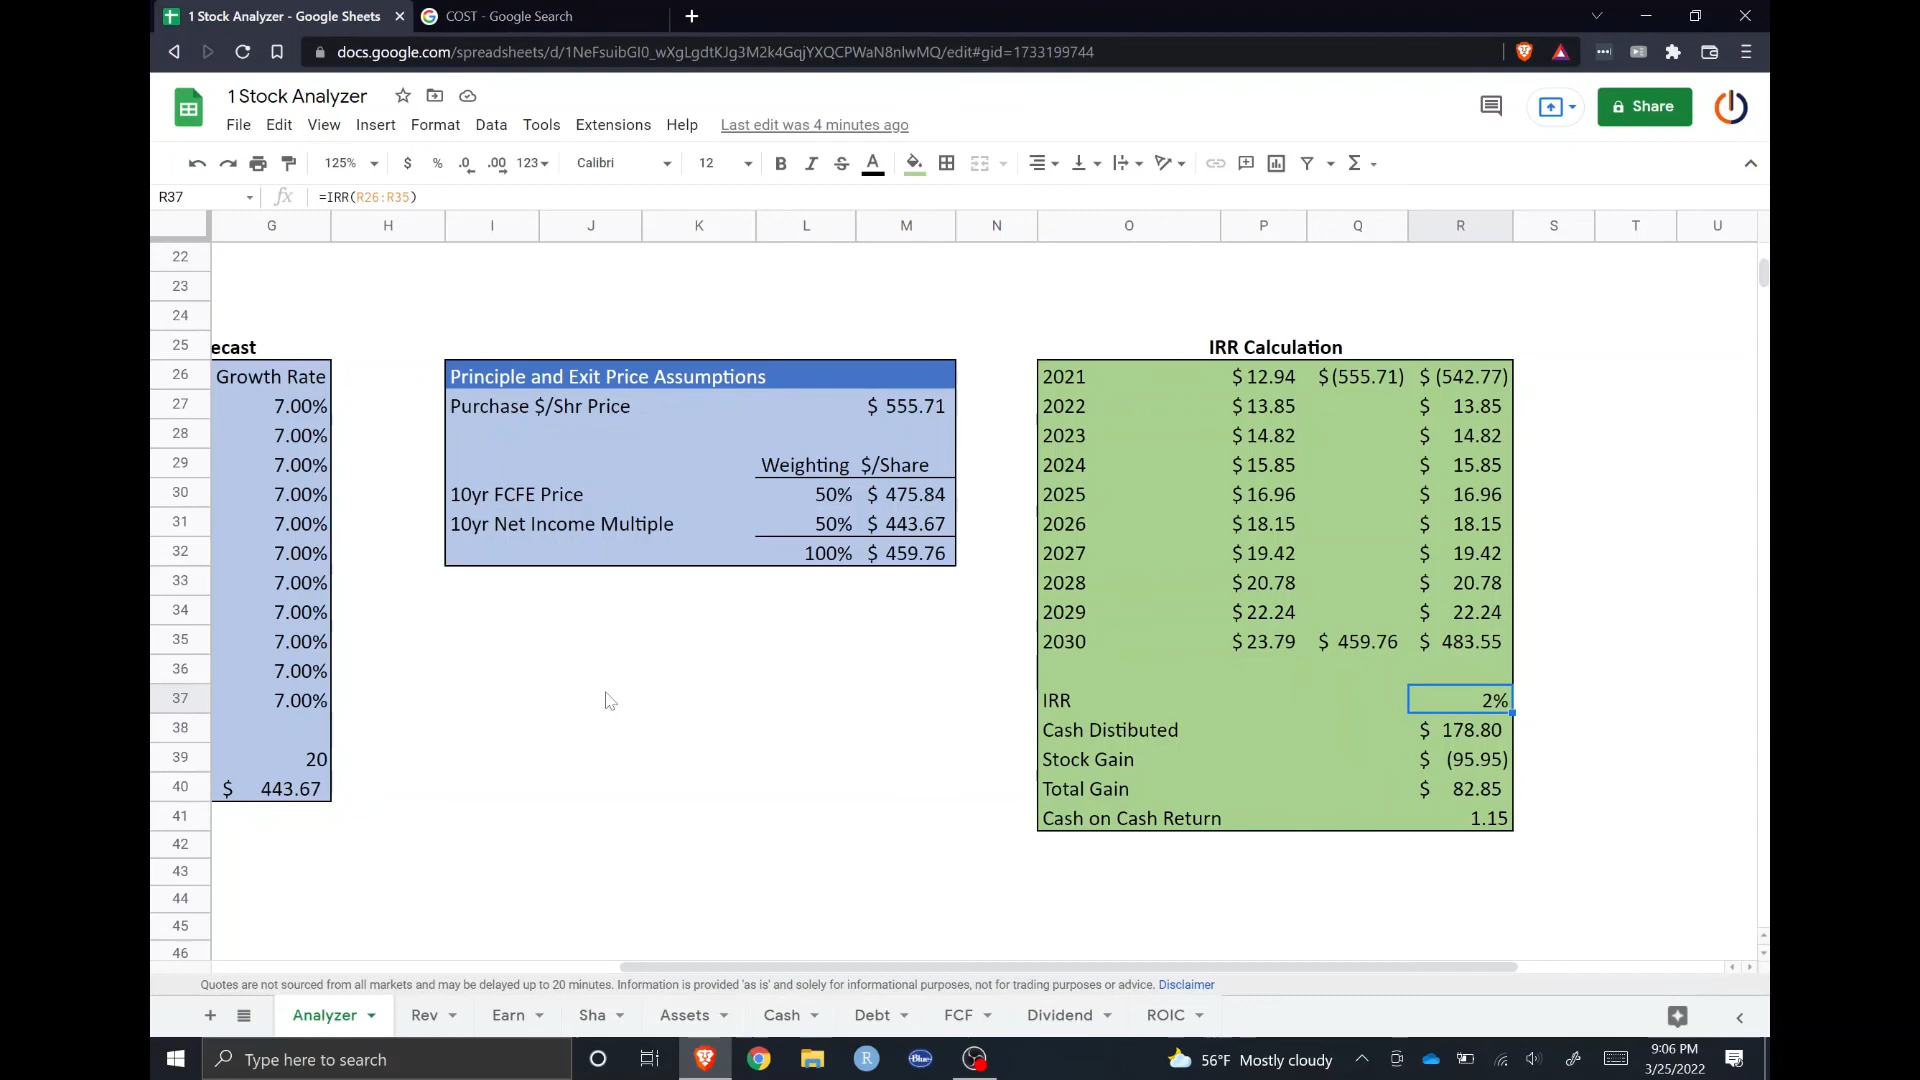 1 Stock Analyzer - Google Sheets
COST - Google Search
docs.google.com/spreadsheets/d/1NeFsuibGI0_wXgLgdtKJg3M2k4GqjYXQCPWaN8nlwMQ/edit#gid=1733199744
1 Stock Analyzer
File Edit View Insert Format Data Tools Extensions Help Last edit was 4 minutes ago
Share
125% $ % .0 .00 123 Calibri 12 B I S A
R37 fx =IRR(R26:R35)
G H I J K L M N O P Q R S T U
22
23
24
25 ecast IRR Calculation
26 Growth Rate Principle and Exit Price Assumptions 2021 $ 12.94 $ (555.71) $ (542.77)
27 7.00% Purchase $/Shr Price $ 555.71 2022 $ 13.85 $ 13.85
28 7.00% 2023 $ 14.82 $ 14.82
29 7.00% Weighting $/Share 2024 $ 15.85 $ 15.85
30 7.00% 10yr FCFE Price 50% $ 475.84 2025 $ 16.96 $ 16.96
31 7.00% 10yr Net Income Multiple 50% $ 443.67 2026 $ 18.15 $ 18.15
32 7.00% 100% $ 459.76 2027 $ 19.42 $ 19.42
33 7.00% 2028 $ 20.78 $ 20.78
34 7.00% 2029 $ 22.24 $ 22.24
35 7.00% 2030 $ 23.79 $ 459.76 $ 483.55
36 7.00%
37 7.00% IRR 2%
38 Cash Distibuted $ 178.80
39 20 Stock Gain $ (95.95)
40 $ 443.67 Total Gain $ 82.85
41 Cash on Cash Return 1.15
42
43
44
45
46
Quotes are not sourced from all markets and may be delayed up to 20 minutes. Information is provided 'as is' and solely for informational purposes, not for trading purposes or advice. Disclaimer
Analyzer Rev Earn Sha Assets Cash Debt FCF Dividend ROIC
Type here to search
R
Blue
56°F Mostly cloudy
9:06 PM
3/25/2022